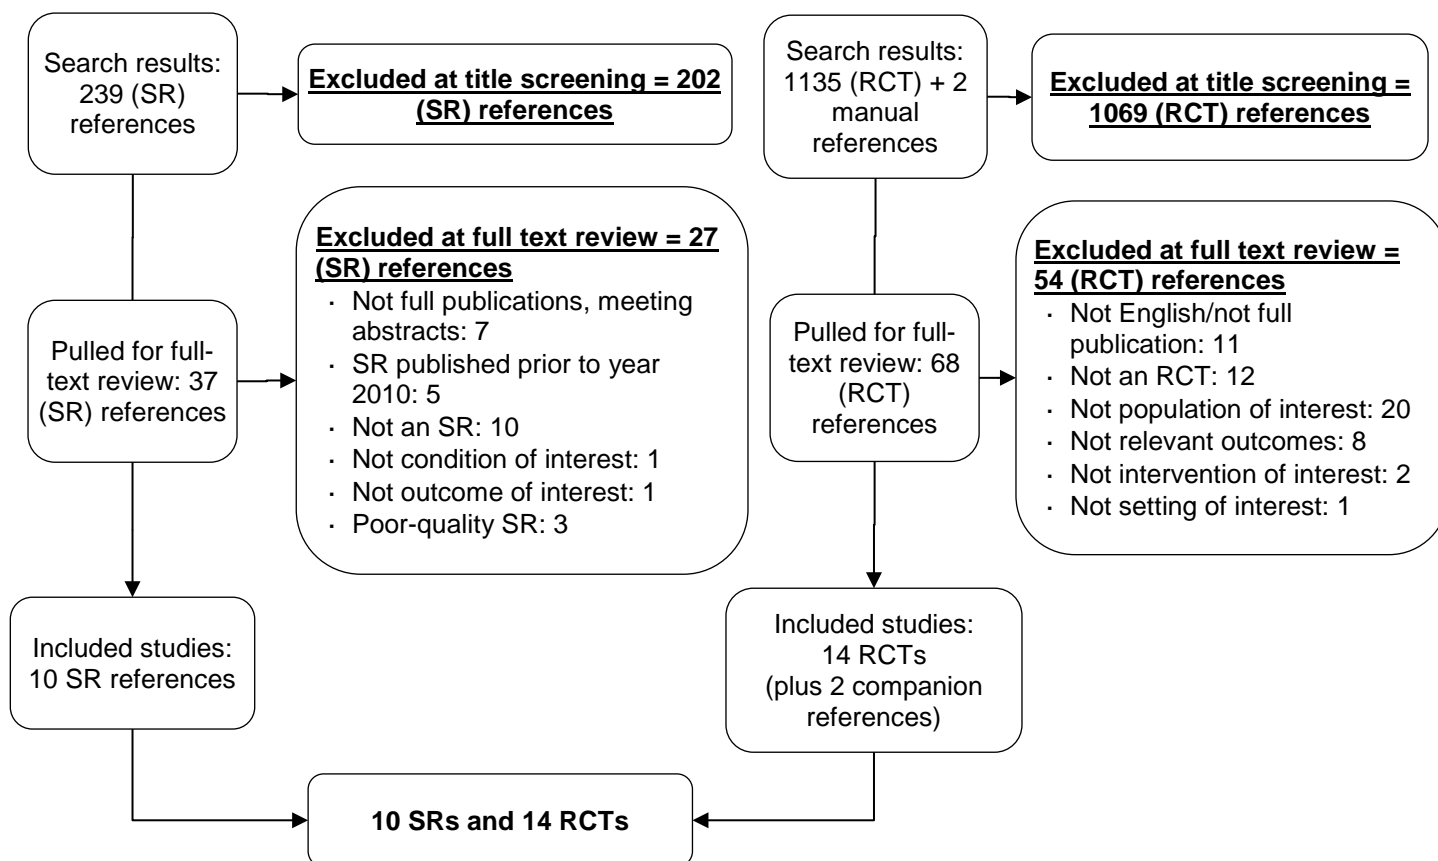 Search results:
239 (SR)
references
Excluded at title screening = 202
(SR) references
Excluded at full text review = 27
(SR) references
· Not full publications, meeting
abstracts: 7
· SR published prior to year
2010: 5
· Not an SR: 10
· Not condition of interest: 1
· Not outcome of interest: 1
· Poor-quality SR: 3
Pulled for full-
text review: 37
(SR) references
Included studies:
10 SR references
Search results:
1135 (RCT) + 2
manual
references
Excluded at title screening =
1069 (RCT) references
Excluded at full text review =
54 (RCT) references
· Not English/not full
publication: 11
· Not an RCT: 12
· Not population of interest: 20
· Not relevant outcomes: 8
· Not intervention of interest: 2
· Not setting of interest: 1
Pulled for full-
text review: 68
(RCT)
references
Included studies:
14 RCTs
(plus 2 companion
references)
10 SRs and 14 RCTs